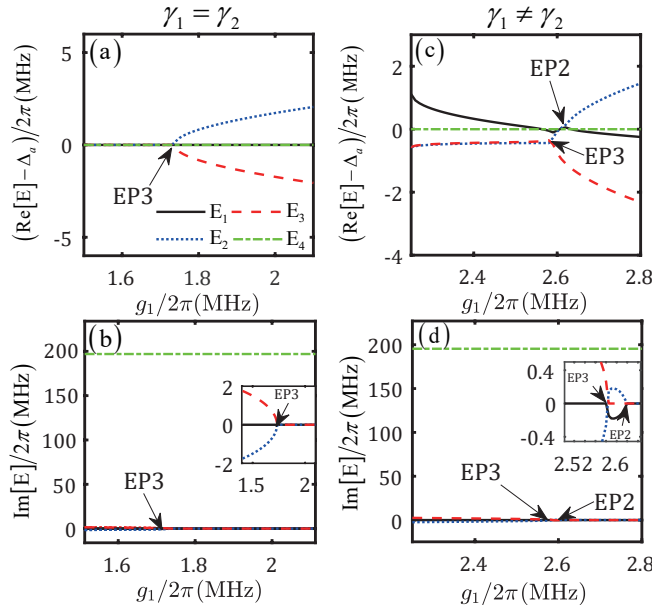 γ₁ = γ₂
(a)
(Re[E]−Δₐ)/2π(MHz)
5
0
-5
EP3
E₁ E₃
E₂ E₄
1.6 1.8 2
g₁/2π(MHz)
(b)
Im[E]/2π(MHz)
200
150
100
50
0
EP3
2
0
-2
EP3
1.5 2
1.6 1.8 2
g₁/2π(MHz)
γ₁ ≠ γ₂
(c)
(Re[E]−Δₐ)/2π(MHz)
2
0
-2
-4
EP2
EP3
2.4 2.6 2.8
g₁/2π(MHz)
(d)
Im[E]/2π(MHz)
200
150
100
50
0
EP3
EP2
0.4
0
-0.4
EP3
EP2
2.52 2.6
2.4 2.6 2.8
g₁/2π(MHz)